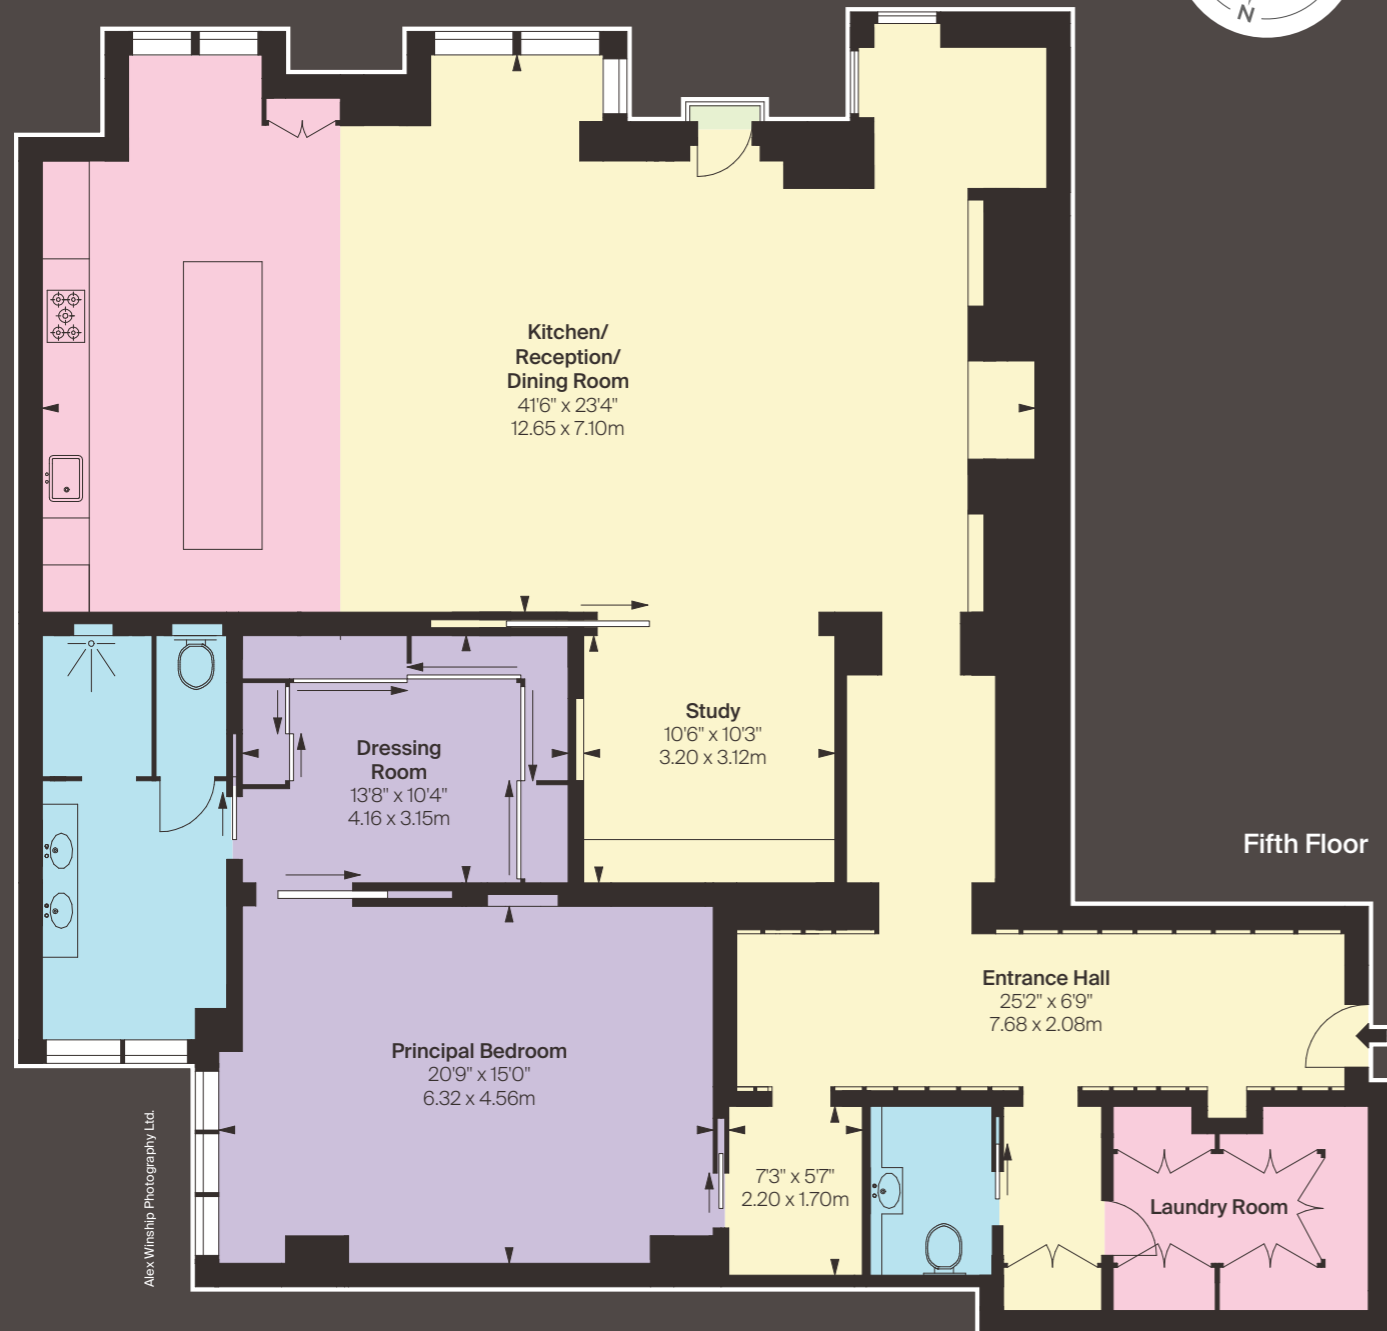 N
Kitchen/
Reception/
Dining Room
41'6" x 23'4"
12.65 x 7.10m
Study
10'6" x 10'3"
3.20 x 3.12m
Dressing
Room
13'8" x 10'4"
4.16 x 3.15m
Fifth Floor
Entrance Hall
25'2" x 6'9"
7.68 x 2.08m
Principal Bedroom
20'9" x 15'0"
6.32 x 4.56m
7'3" x 5'7"
2.20 x 1.70m
Laundry Room
Alex Winship Photography Ltd.